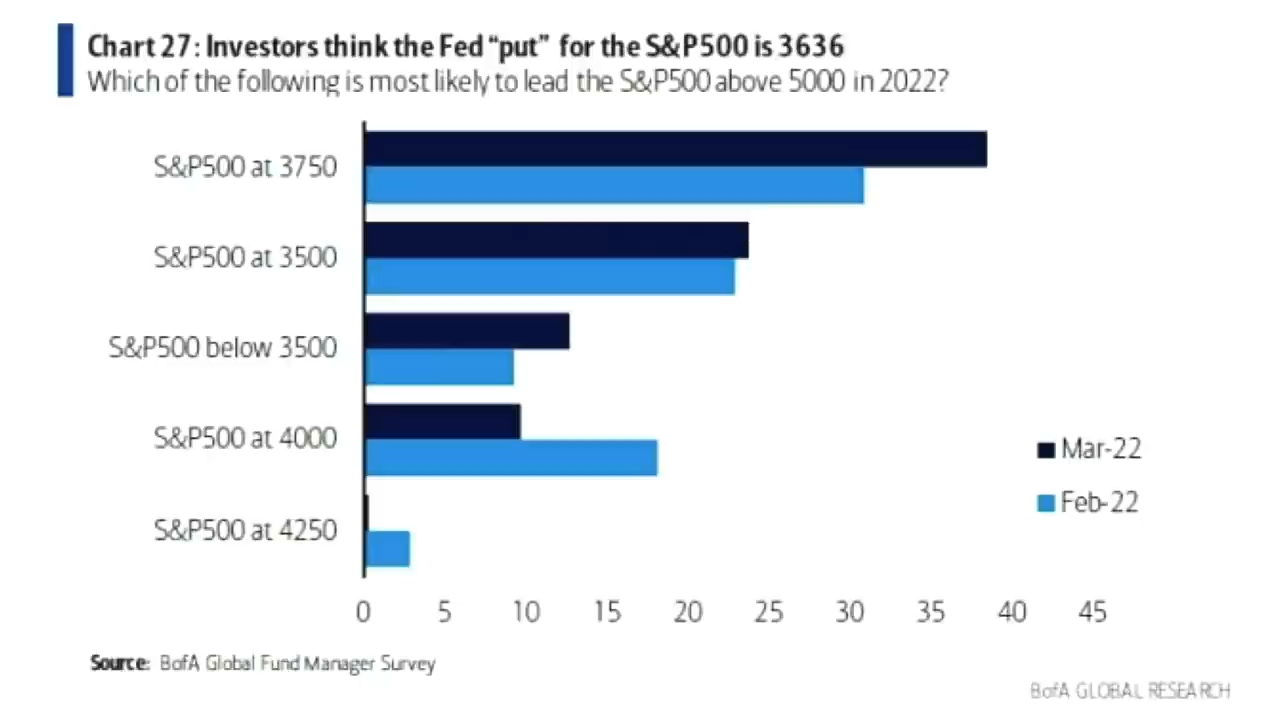 Chart 27: Investors think the Fed “put” for the S&P500 is 3636
Which of the following is most likely to lead the S&P500 above 5000 in 2022?
S&P500 at 3750
S&P500 at 3500
S&P500 below 3500
S&P500 at 4000
S&P500 at 4250
Mar-22
Feb-22
0 5 10 15 20 25 30 35 40 45
Source: BofA Global Fund Manager Survey
BofA GLOBAL RESEARCH